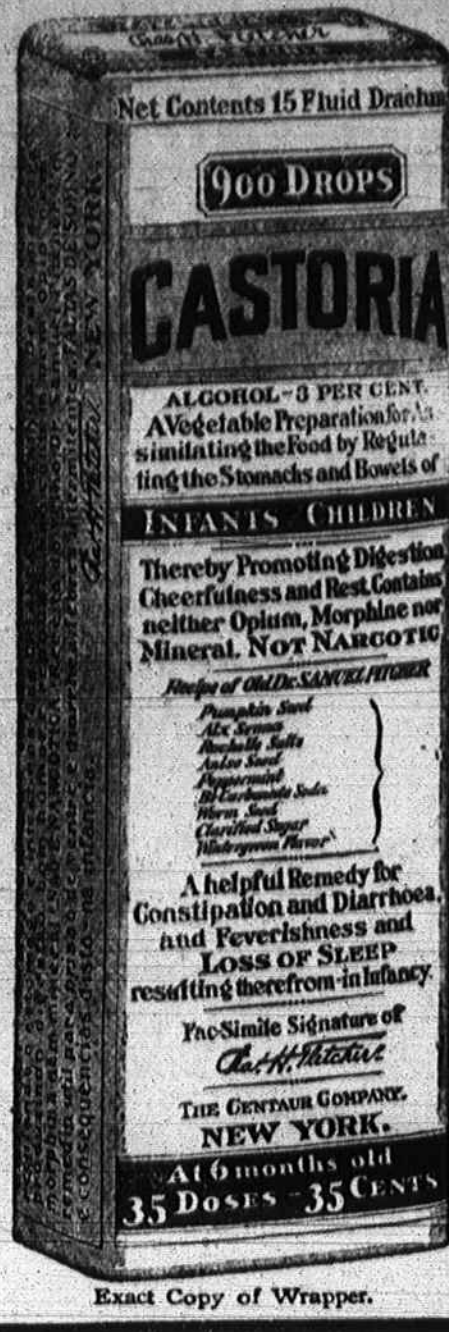 Chas H. Fletcher
Net Contents 15 Fluid Drachm
900 DROPS
CASTORIA
ALCOHOL-3 PER CENT.
A Vegetable Preparation for As
similating the Food by Regula
ting the Stomachs and Bowels of
INFANTS CHILDREN
Thereby Promoting Digestion
Cheerfulness and Rest. Contains
neither Opium, Morphine nor
Mineral. NOT NARCOTIC
Recipe of Old Dr. SAMUEL PITCHER
Pumpkin Seed
Alx Senna
Rochelle Salts
Anise Seed
Peppermint
Bi-Carbonate Soda
Worm Seed
Clarified Sugar
Wintergreen Flavor
A helpful Remedy for
Constipation and Diarrhoea,
and Feverishness and
LOSS OF SLEEP
resulting therefrom-in Infancy.
Fac-Simile Signature of
Chas. H. Fletcher.
THE CENTAUR COMPANY,
NEW YORK.
At 6 months old
35 DOSES - 35 CENTS
Chas H. Fletcher NEW YORK
Exact Copy of Wrapper.